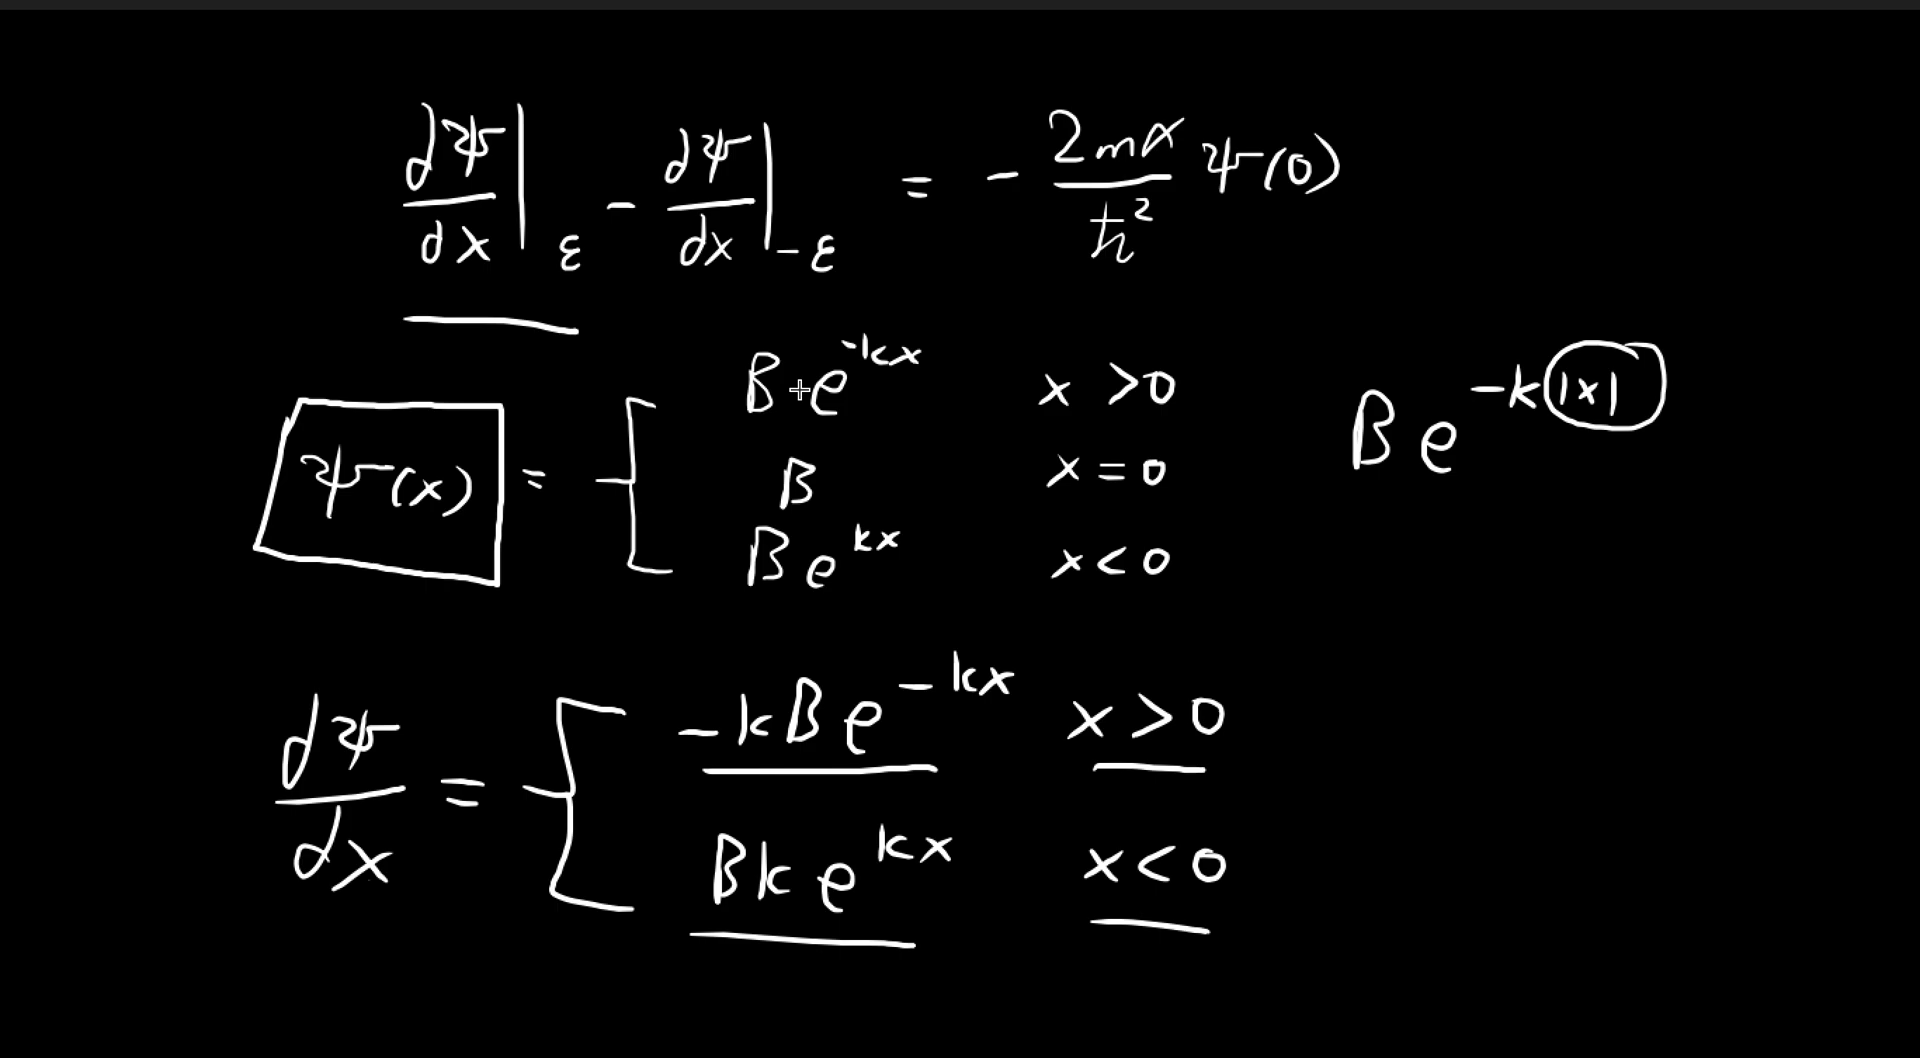 dψ/dx|ε - dψ/dx|-ε = - 2mα/ħ² ψ(0)
ψ(x) = { Be^{-kx} x > 0
B x = 0
Be^{kx} x < 0
Be^{-k|x|}
dψ/dx = { -kBe^{-kx} x > 0
Bke^{kx} x < 0